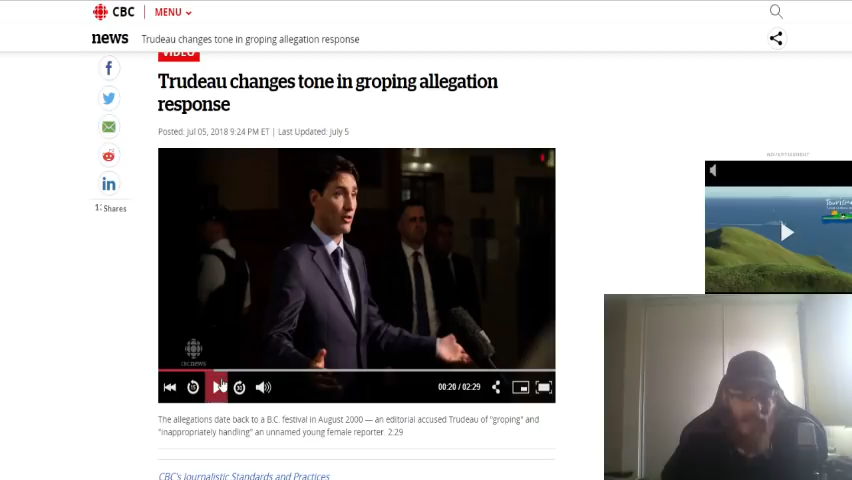 CBC MENU
news Trudeau changes tone in groping allegation response
VIDEO
Trudeau changes tone in groping allegation
response
Posted: Jul 05, 2018 9:24 PM ET | Last Updated: July 5
ADVERTISEMENT
Shares
CBC NEWS
00:20 / 02:29
The allegations date back to a B.C. festival in August 2000 — an editorial accused Trudeau of "groping" and
"inappropriately handling" an unnamed young female reporter. 2:29
CBC's Journalistic Standards and Practices